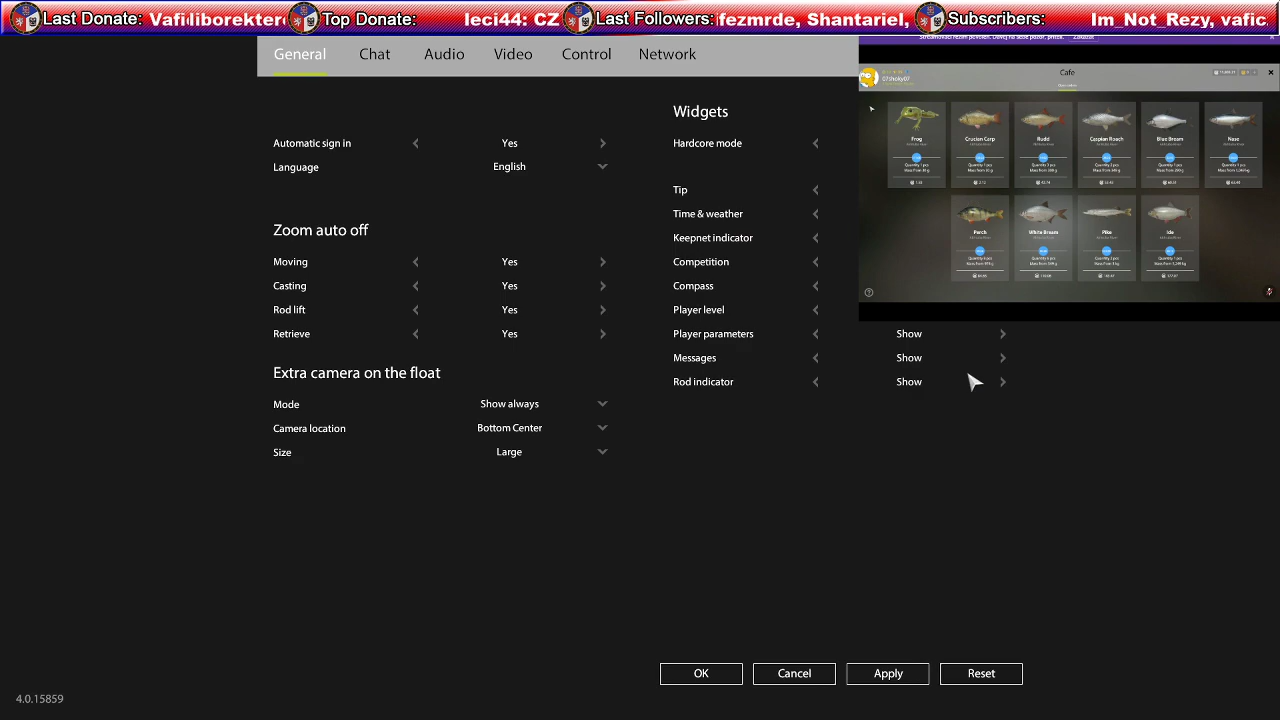 Last Donate: Vafiliborektero Top Donate: leci44: CZ Last Followers: fezmrde, Shantariel, Subscribers: Im_Not_Rezy, vafic
General Chat Audio Video Control Network
Cafe
07shoky07
Widgets
Automatic sign in Yes
Hardcore mode
Language English
Tip
Time & weather
Zoom auto off
Keepnet indicator
Moving Yes
Competition
Casting Yes
Compass
Rod lift Yes
Player level
Retrieve Yes
Player parameters Show
Messages Show
Extra camera on the float
Rod indicator Show
Mode Show always
Camera location Bottom Center
Size Large
Frog Crucian Carp Rudd Caspian Roach Blue Bream Nase
Perch White Bream Pike Ide
OK Cancel Apply Reset
4.0.15859